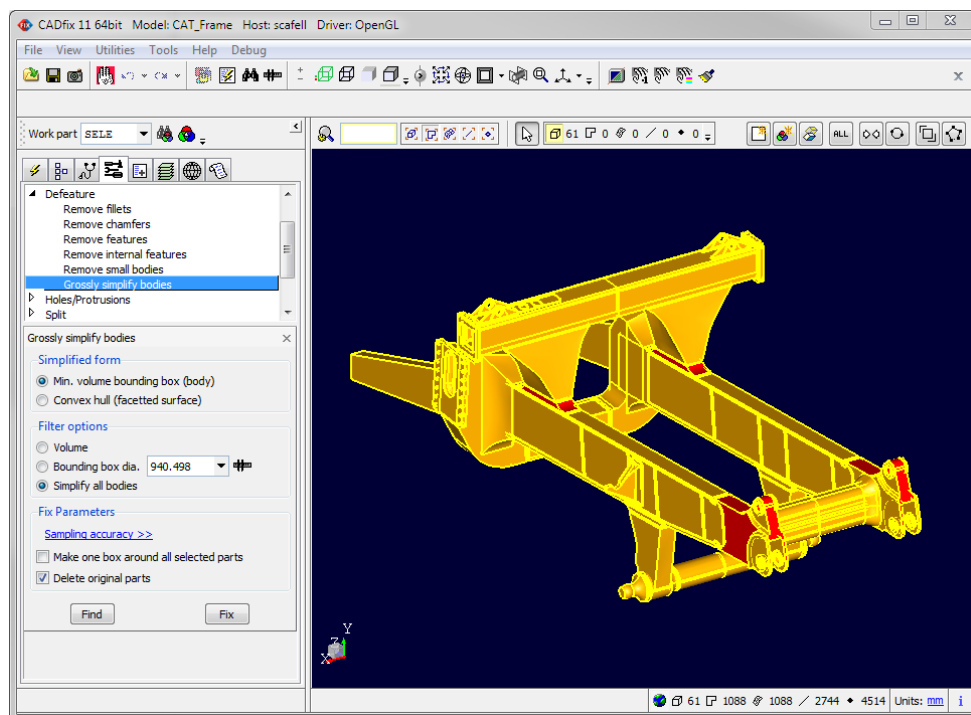 CADfix 11 64bit Model: CAT_Frame Host: scafell Driver: OpenGL
File View Utilities Tools Help Debug
Work part SELE
61 0 0 0 0
ALL
Defeature
Remove fillets
Remove chamfers
Remove features
Remove internal features
Remove small bodies
Grossly simplify bodies
Holes/Protrusions
Split
Grossly simplify bodies
Simplified form
Min. volume bounding box (body)
Convex hull (facetted surface)
Filter options
Volume
Bounding box dia. 940.498
Simplify all bodies
Fix Parameters
Sampling accuracy >>
Make one box around all selected parts
Delete original parts
Find Fix
Y
Z
X
61 1088 1088 2744 4514 Units: mm i